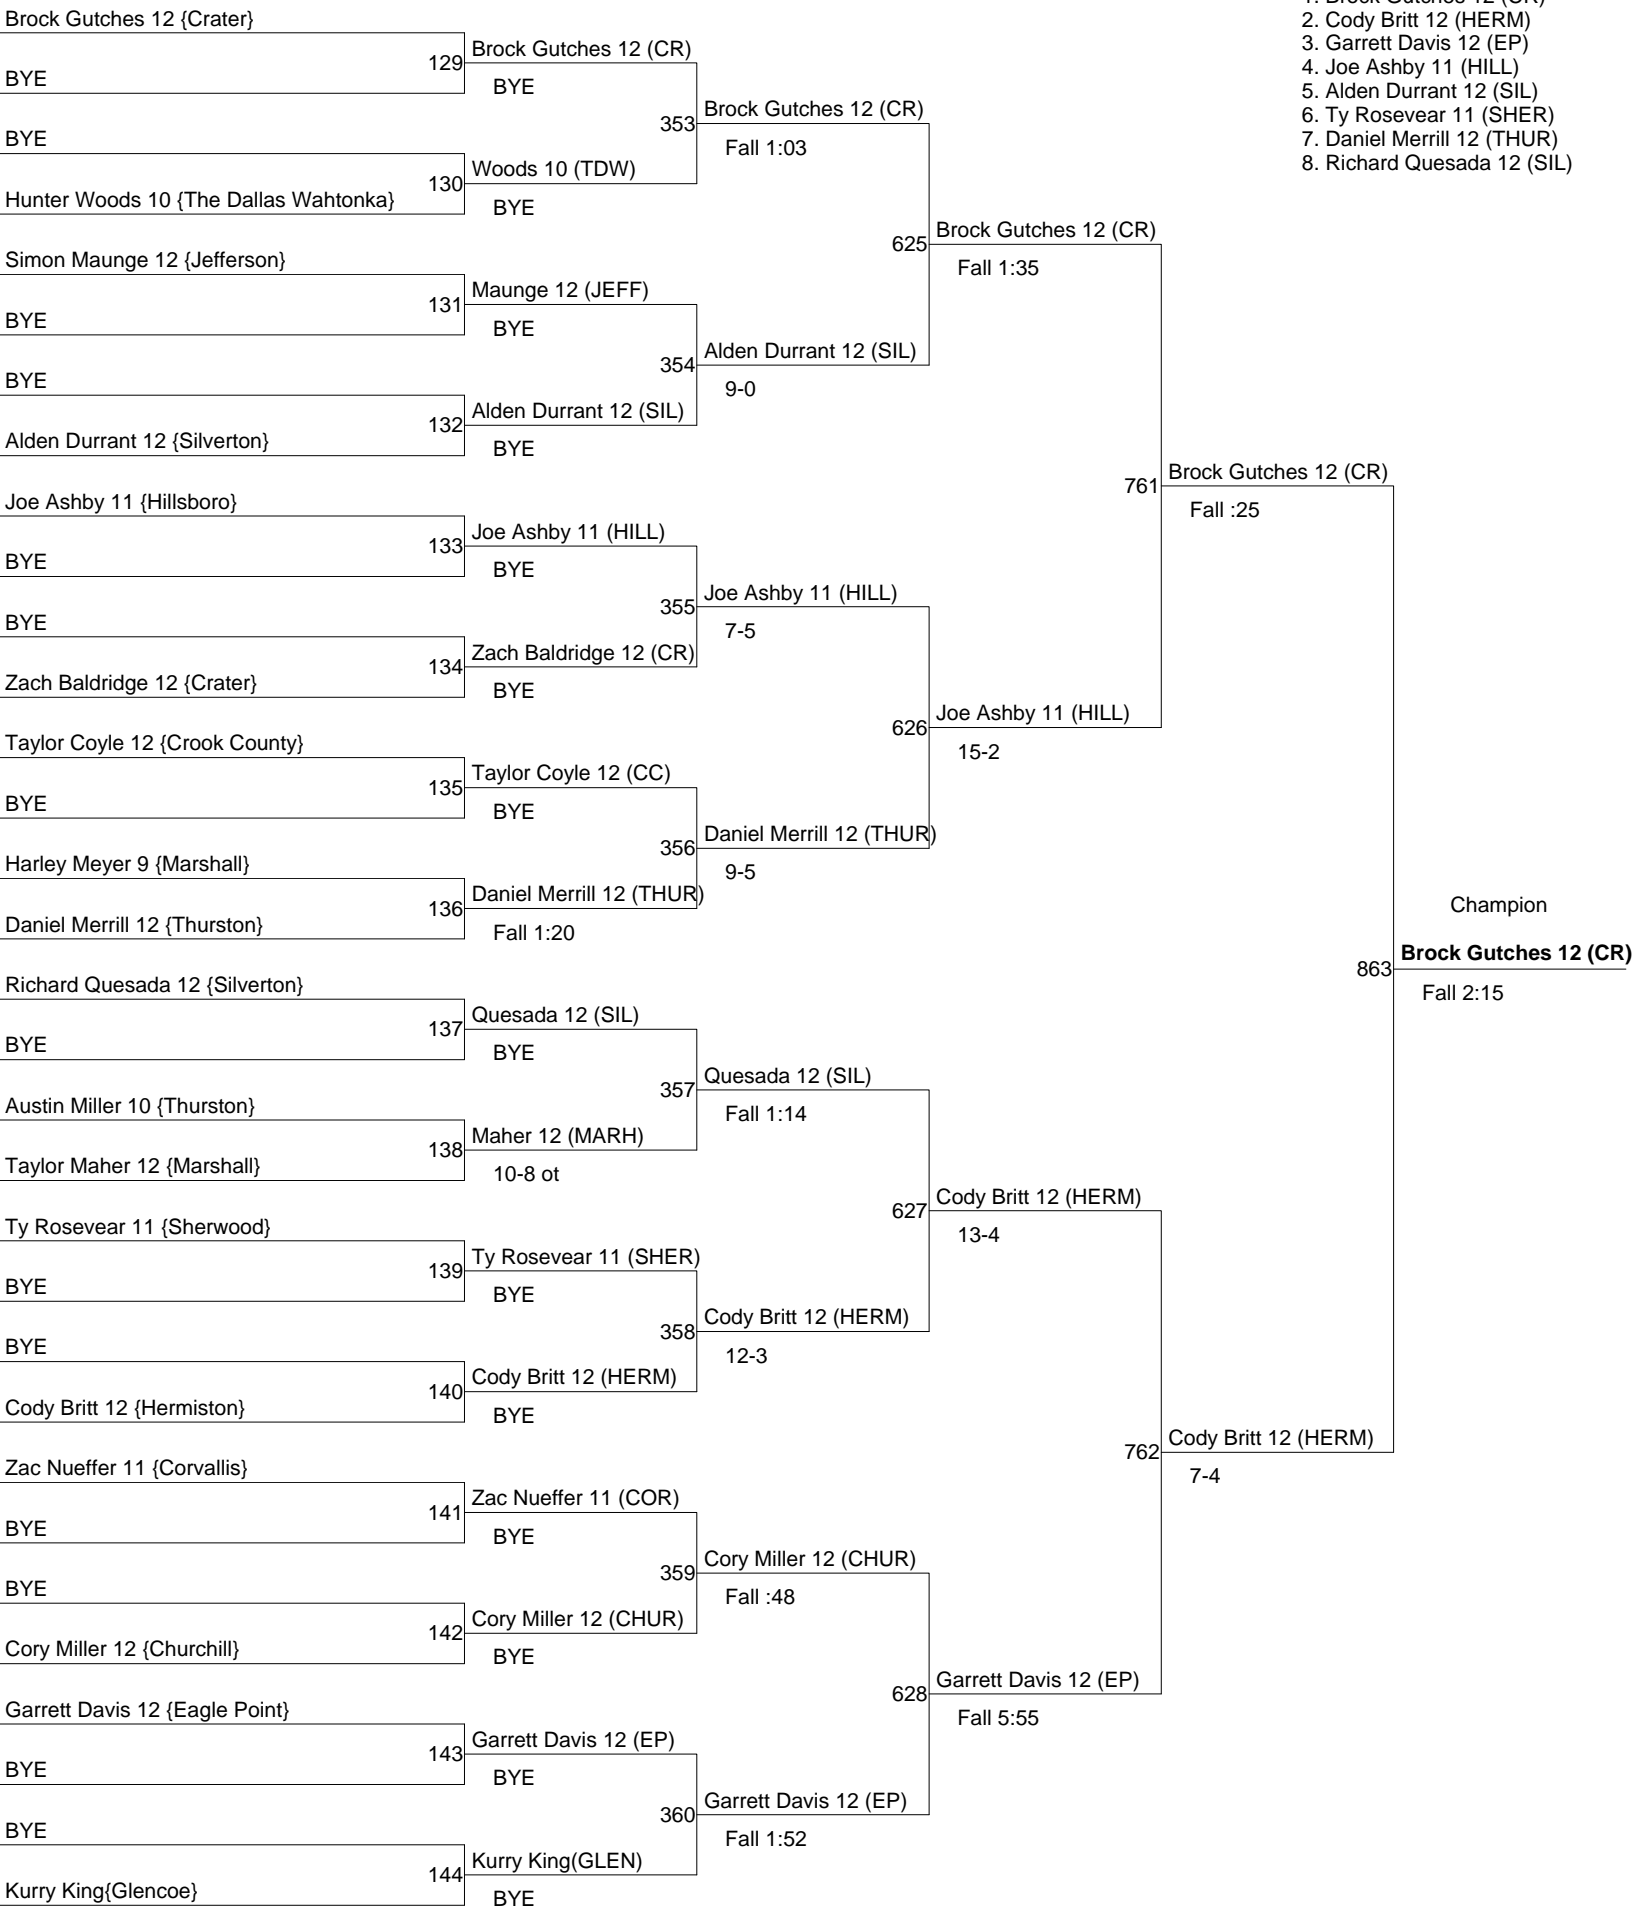 1. Brock Gutches 12 (CR)
2. Cody Britt 12 (HERM)
3. Garrett Davis 12 (EP)
4. Joe Ashby 11 (HILL)
5. Alden Durrant 12 (SIL)
6. Ty Rosevear 11 (SHER)
7. Daniel Merrill 12 (THUR)
8. Richard Quesada 12 (SIL)
Brock Gutches 12 {Crater}
BYE
BYE
Hunter Woods 10 {The Dallas Wahtonka}
Simon Maunge 12 {Jefferson}
BYE
BYE
Alden Durrant 12 {Silverton}
Joe Ashby 11 {Hillsboro}
BYE
BYE
Zach Baldridge 12 {Crater}
Taylor Coyle 12 {Crook County}
BYE
Harley Meyer 9 {Marshall}
Daniel Merrill 12 {Thurston}
Richard Quesada 12 {Silverton}
BYE
Austin Miller 10 {Thurston}
Taylor Maher 12 {Marshall}
Ty Rosevear 11 {Sherwood}
BYE
BYE
Cody Britt 12 {Hermiston}
Zac Nueffer 11 {Corvallis}
BYE
BYE
Cory Miller 12 {Churchill}
Garrett Davis 12 {Eagle Point}
BYE
BYE
Kurry King{Glencoe}
129
Brock Gutches 12 (CR)
BYE
130
Woods 10 (TDW)
BYE
131
Maunge 12 (JEFF)
BYE
132
Alden Durrant 12 (SIL)
BYE
133
Joe Ashby 11 (HILL)
BYE
134
Zach Baldridge 12 (CR)
BYE
135
Taylor Coyle 12 (CC)
BYE
136
Daniel Merrill 12 (THUR)
Fall 1:20
137
Quesada 12 (SIL)
BYE
138
Maher 12 (MARH)
10-8 ot
139
Ty Rosevear 11 (SHER)
BYE
140
Cody Britt 12 (HERM)
BYE
141
Zac Nueffer 11 (COR)
BYE
142
Cory Miller 12 (CHUR)
BYE
143
Garrett Davis 12 (EP)
BYE
144
Kurry King(GLEN)
BYE
353
Brock Gutches 12 (CR)
Fall 1:03
354
Alden Durrant 12 (SIL)
9-0
355
Joe Ashby 11 (HILL)
7-5
356
Daniel Merrill 12 (THUR)
9-5
357
Quesada 12 (SIL)
Fall 1:14
358
Cody Britt 12 (HERM)
12-3
359
Cory Miller 12 (CHUR)
Fall :48
360
Garrett Davis 12 (EP)
Fall 1:52
625
Brock Gutches 12 (CR)
Fall 1:35
626
Joe Ashby 11 (HILL)
15-2
627
Cody Britt 12 (HERM)
13-4
628
Garrett Davis 12 (EP)
Fall 5:55
761
Brock Gutches 12 (CR)
Fall :25
762
Cody Britt 12 (HERM)
7-4
Champion
863
Brock Gutches 12 (CR)
Fall 2:15